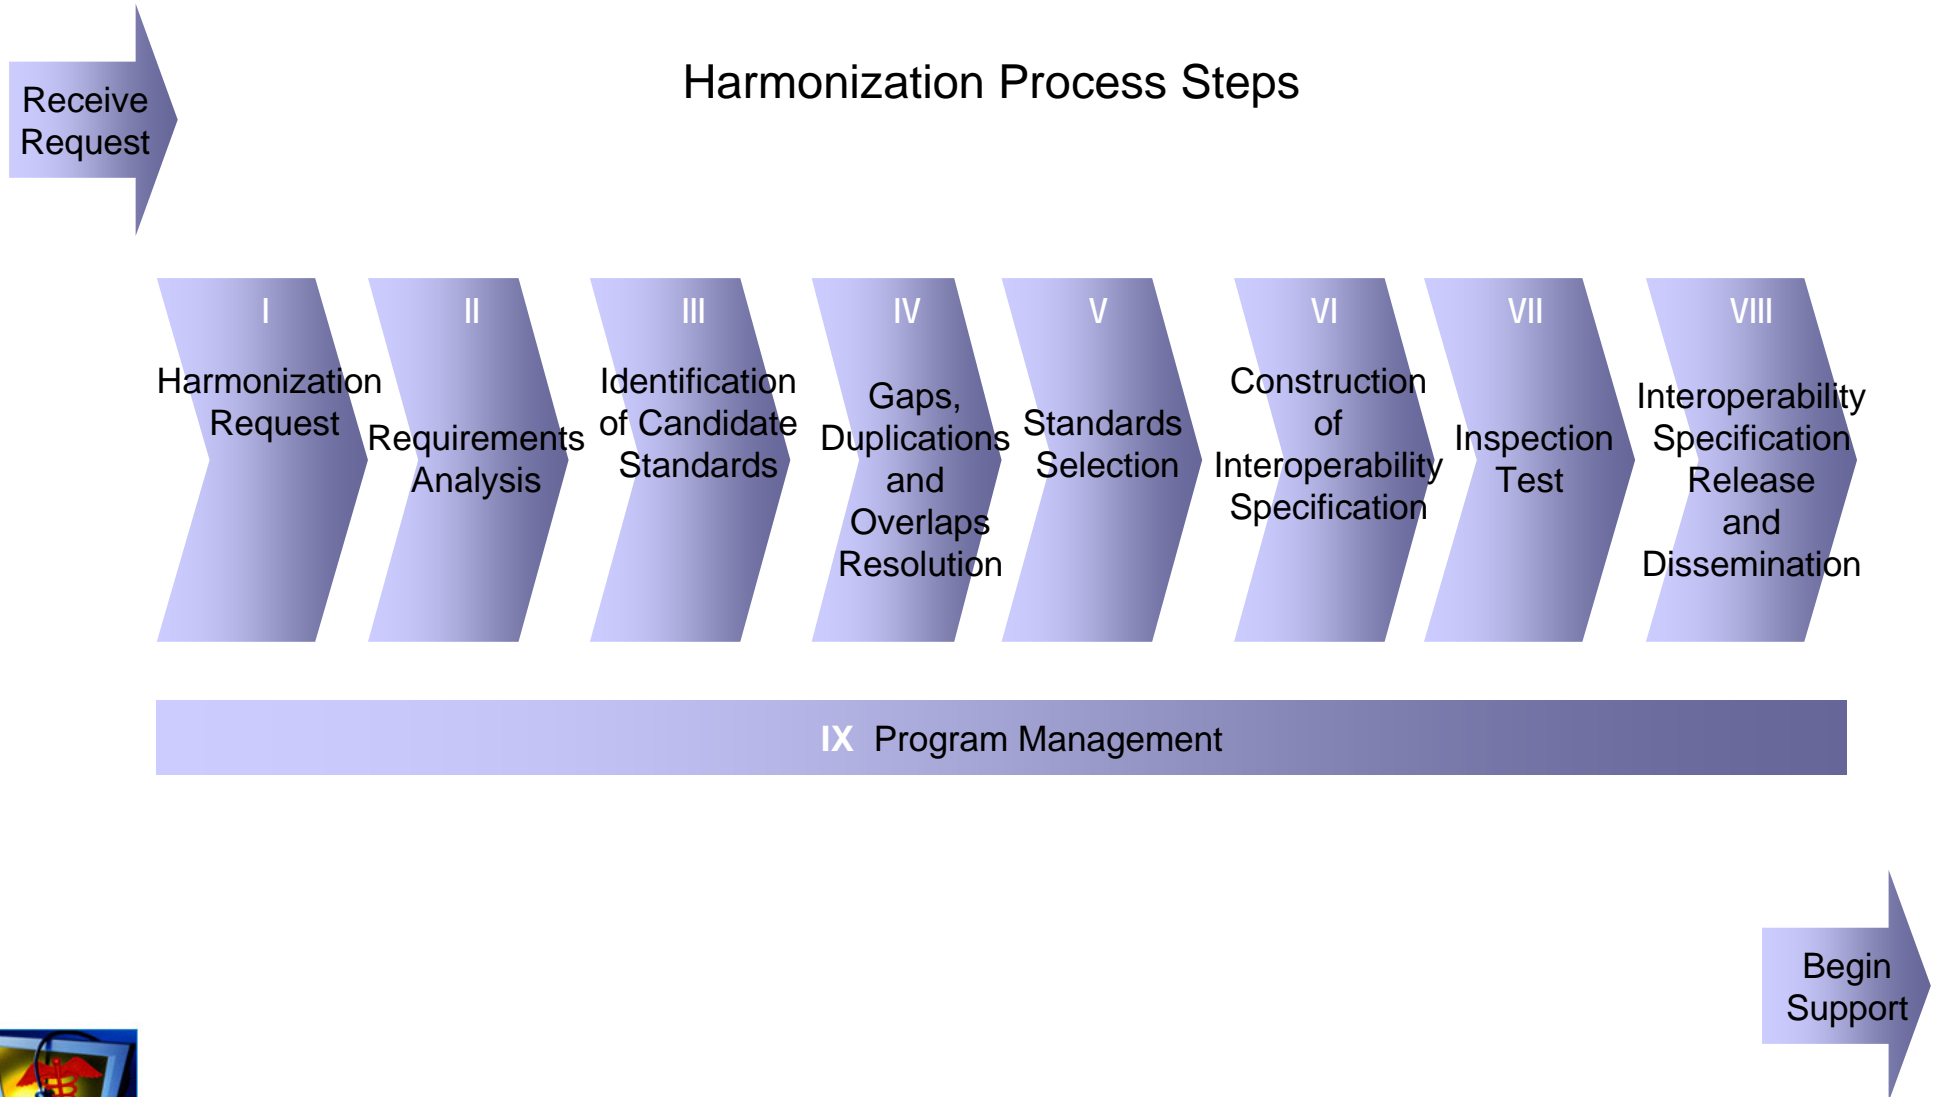 Harmonization Process Steps
Receive
Request
I
Harmonization
Request
II
Requirements
Analysis
III
Identification
of Candidate
Standards
IV
Gaps,
Duplications
and
Overlaps
Resolution
V
Standards
Selection
VI
Construction
of
Interoperability
Specification
VII
Inspection
Test
VIII
Interoperability
Specification
Release
and
Dissemination
IX Program Management
Begin
Support